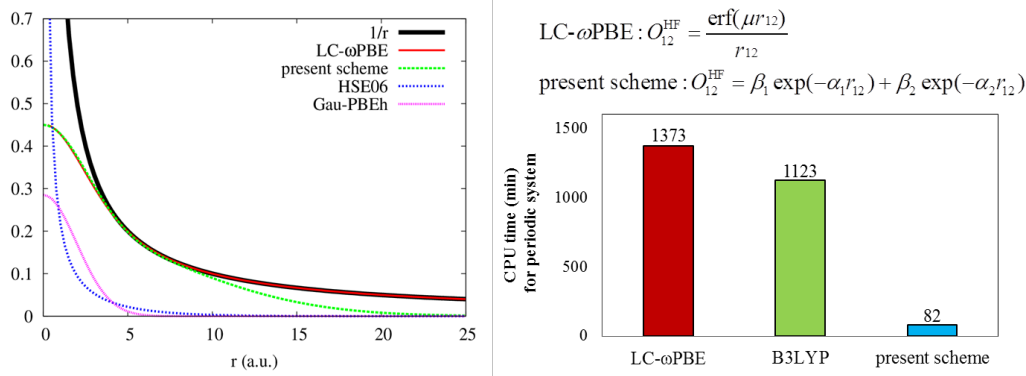 0.7
0.6
0.5
0.4
0.3
0.2
0.1
0
0 5 10 15 20 25
r (a.u.)
1/r
LC-ωPBE
present scheme
HSE06
Gau-PBEh
LC-ωPBE : O₁₂ᴴᶠ = erf(μr₁₂) / r₁₂
present scheme : O₁₂ᴴᶠ = β₁ exp(−α₁r₁₂) + β₂ exp(−α₂r₁₂)
CPU time (min)
for periodic system
1500
1000
500
0
1373
1123
82
LC-ωPBE B3LYP present scheme